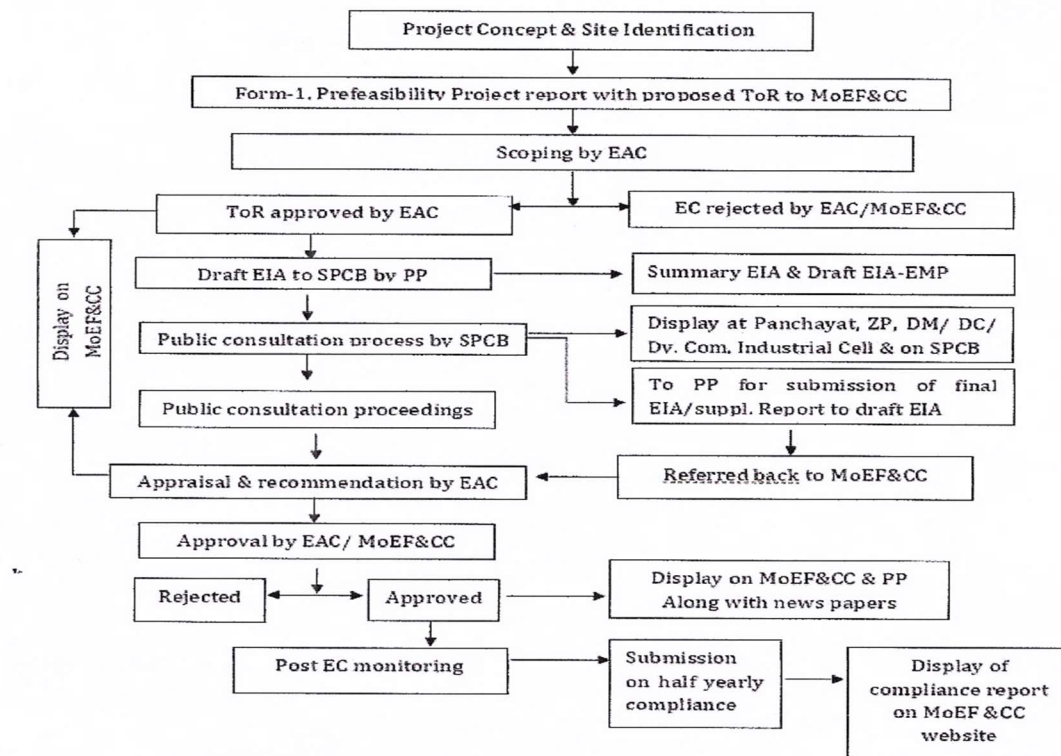 Project Concept & Site Identification
Form-1, Prefeasibility Project report with proposed ToR to MoEF&CC
Scoping by EAC
ToR approved by EAC
EC rejected by EAC/MoEF&CC
Display on
MoEF&CC
Draft EIA to SPCB by PP
Summary EIA & Draft EIA-EMP
Public consultation process by SPCB
Display at Panchayat, ZP, DM/ DC/
Dv. Com. Industrial Cell & on SPCB
Public consultation proceedings
To PP for submission of final
EIA/suppl. Report to draft EIA
Appraisal & recommendation by EAC
Referred back to MoEF&CC
Approval by EAC/ MoEF&CC
Rejected
Approved
Display on MoEF&CC & PP
Along with news papers
Post EC monitoring
Submission
on half yearly
compliance
Display of
compliance report
on MoEF &CC
website